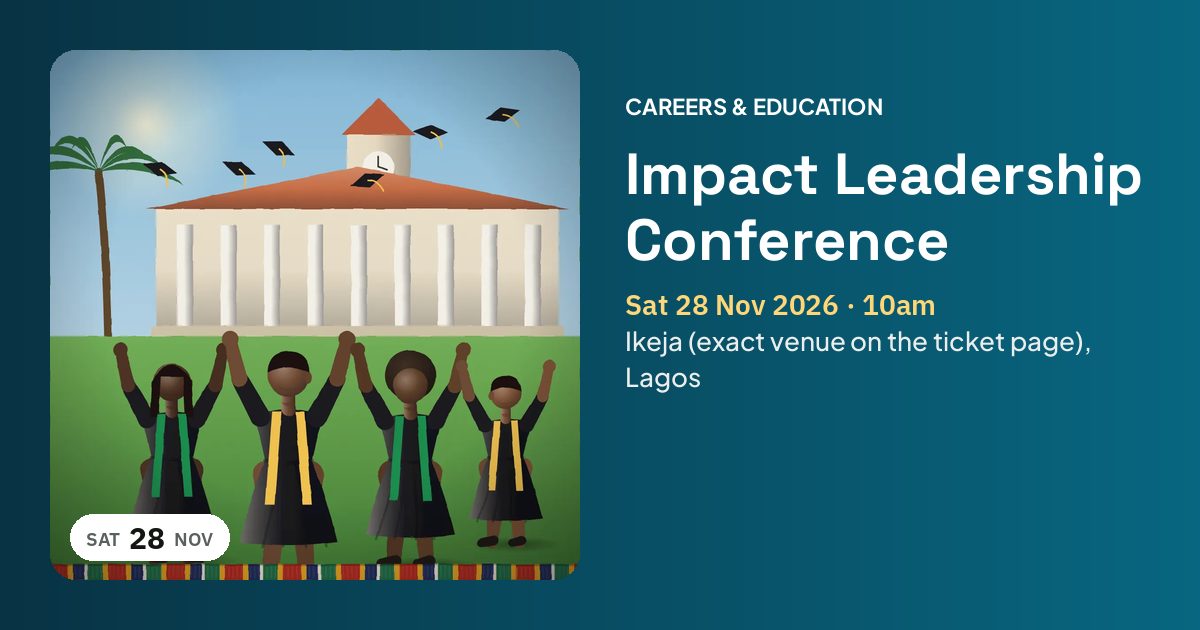 CAREERS & EDUCATION
Impact Leadership
Conference
Sat 28 Nov 2026 · 10am
Ikeja (exact venue on the ticket page),
Lagos
SAT 28 NOV